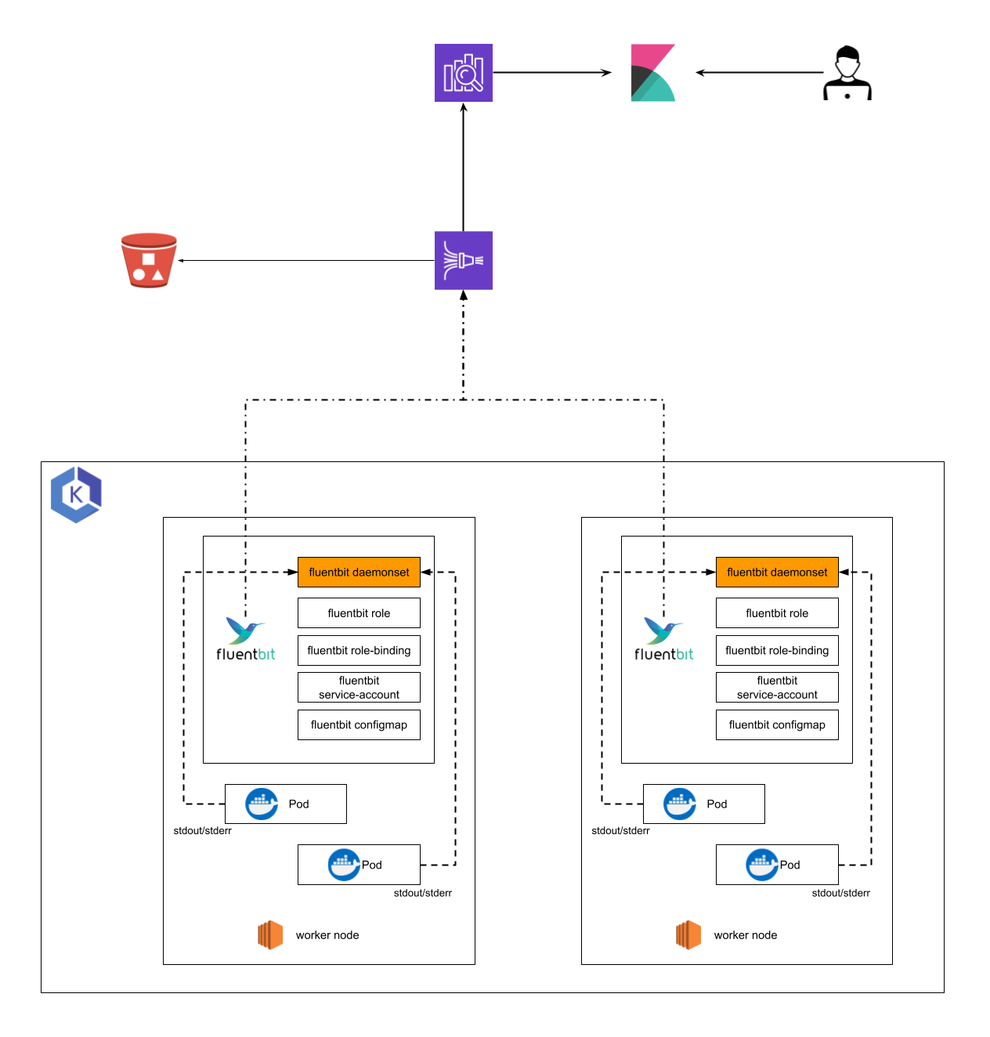 K
fluentbit daemonset
fluentbit role
fluentbit role-binding
fluentbit
service-account
fluentbit configmap
fluentbit
Pod
stdout/stderr
Pod
stdout/stderr
worker node
fluentbit daemonset
fluentbit role
fluentbit role-binding
fluentbit
service-account
fluentbit configmap
fluentbit
Pod
stdout/stderr
Pod
stdout/stderr
worker node